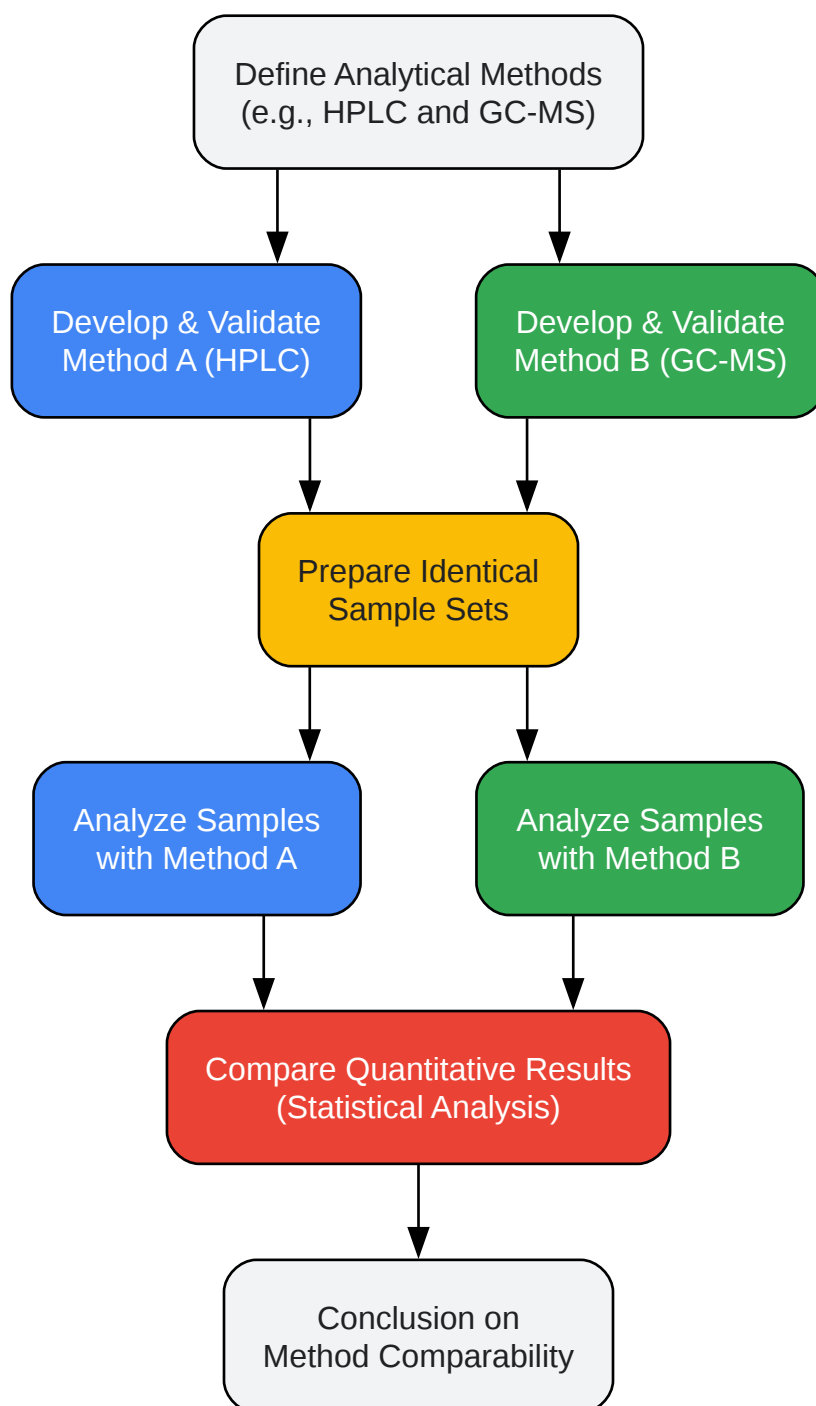 Define Analytical Methods
(e.g., HPLC and GC-MS)
Develop & Validate
Method A (HPLC)
Develop & Validate
Method B (GC-MS)
Prepare Identical
Sample Sets
Analyze Samples
with Method A
Analyze Samples
with Method B
Compare Quantitative Results
(Statistical Analysis)
Conclusion on
Method Comparability